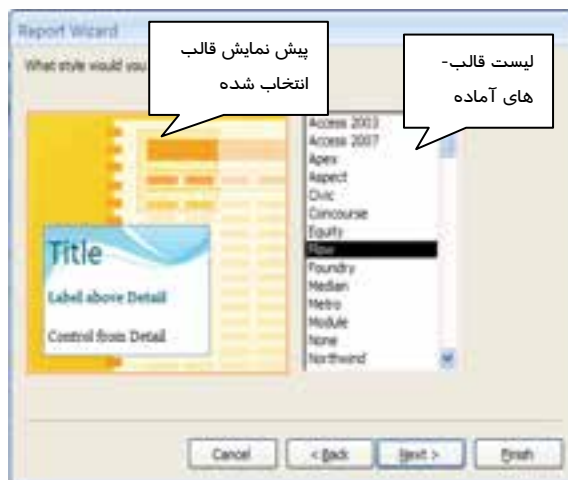 Report Wizard
What style would you
پیش نمایش قالب
انتخاب شده
لیست قالب-
های آماده
Title
Label above Detail
Control from Detail
Access 2003
Access 2007
Apex
Aspect
Civic
Concourse
Equity
Flow
Foundry
Median
Metro
Module
None
Northwind
Cancel
< Back
Next >
Finish